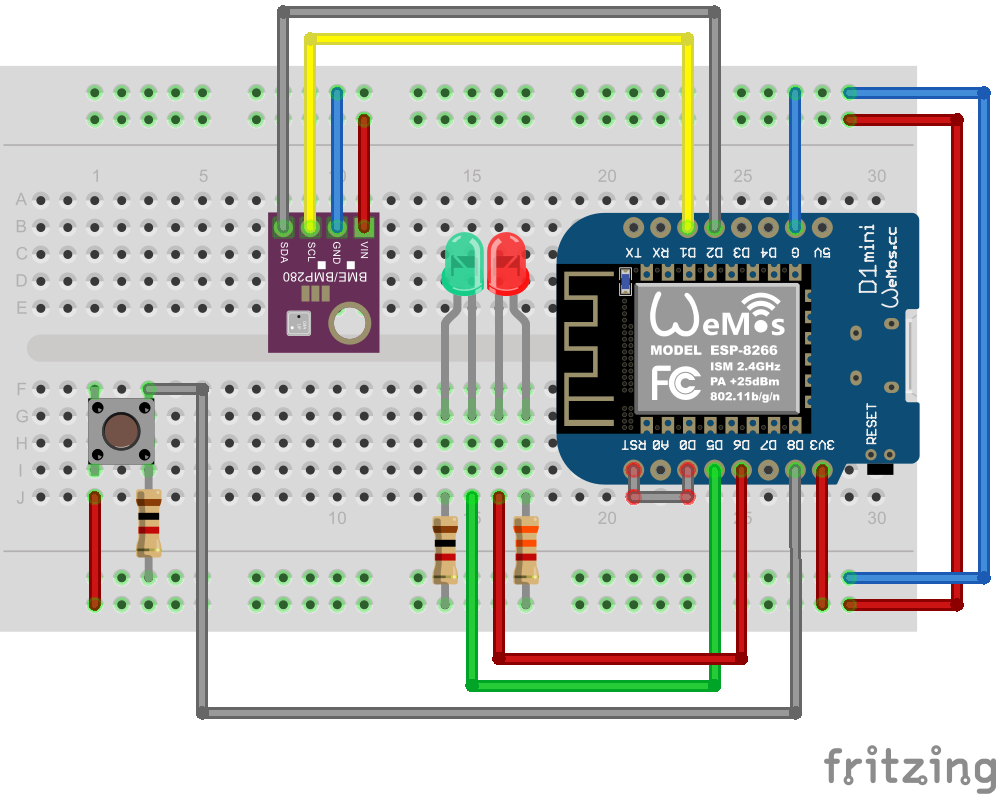 1 5 15 20 25 30
A
B
C
D
E
SDA
SCL
GND
VIN
BME/BMP280
TX RX D1 D2 D3 D4 G 5V
D1 mini
WeMos.cc
WeMos
MODEL ESP-8266
ISM 2.4GHz
PA +25dBm
802.11b/g/n
FC
RST A0 D0 D5 D6 D7 D8 3V3
RESET
F
G
H
I
J
10 15 20 25 30
fritzing